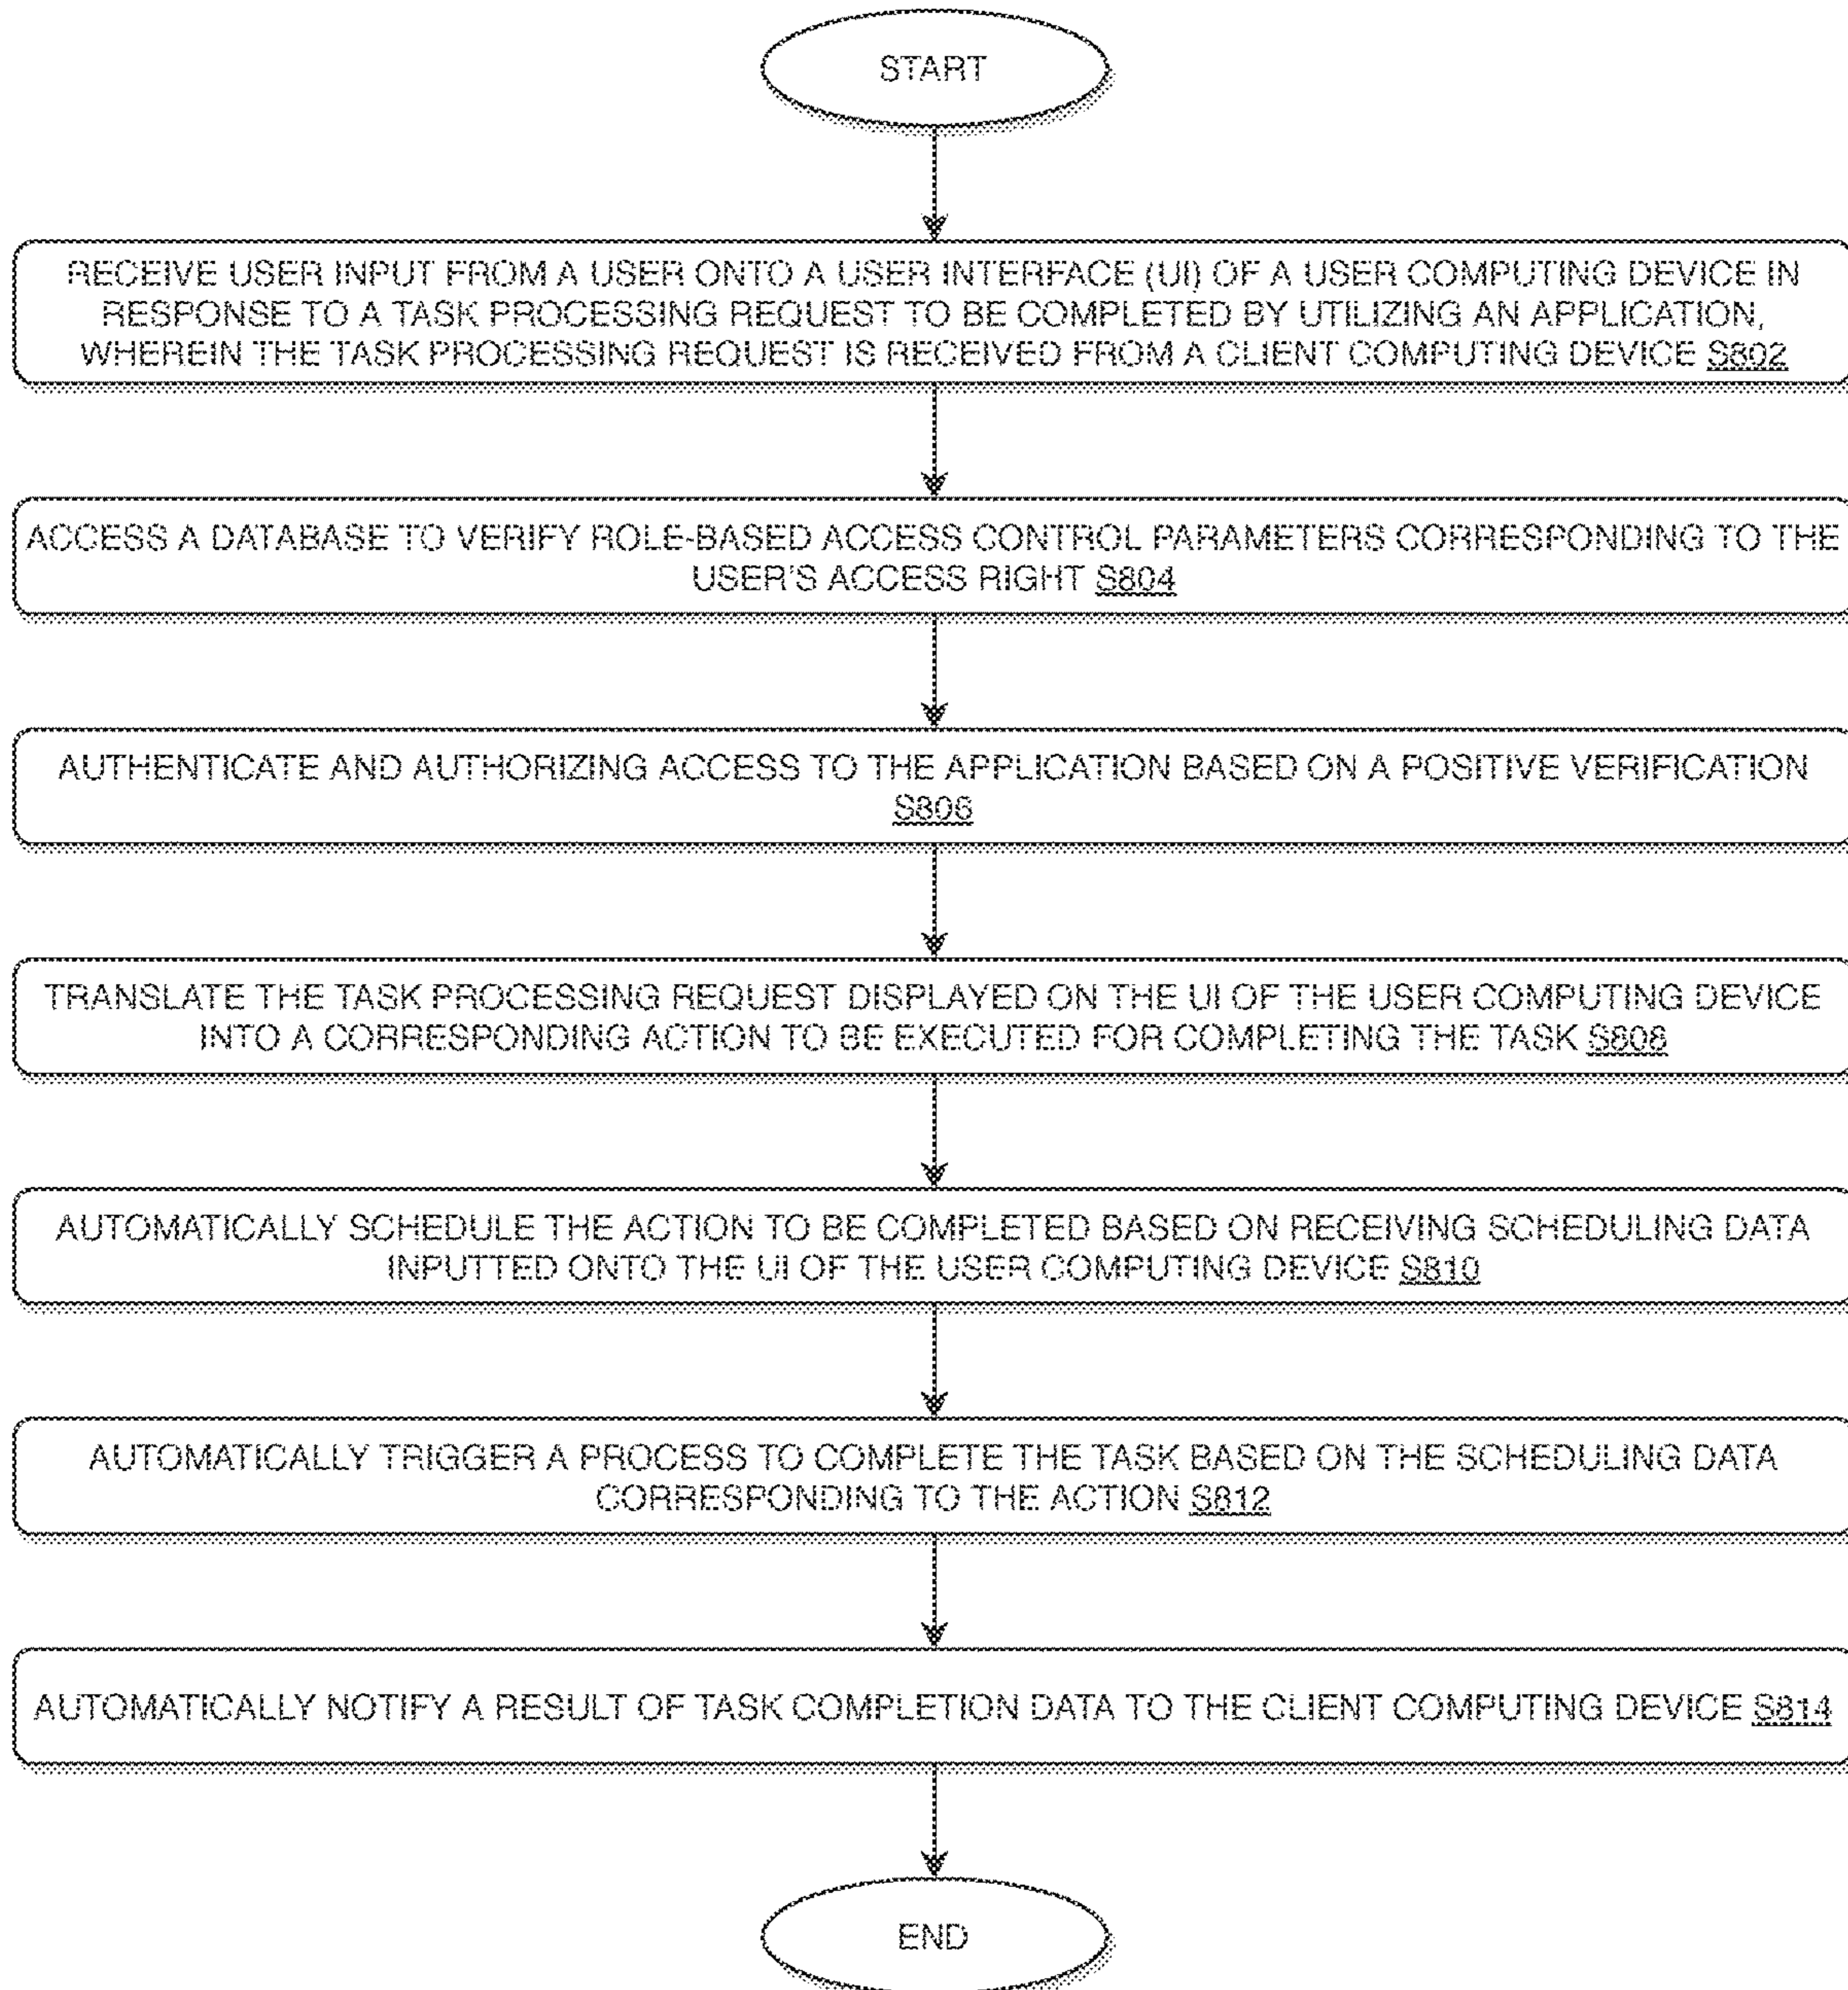 START
RECEIVE USER INPUT FROM A USER ONTO A USER INTERFACE (UI) OF A USER COMPUTING DEVICE IN
RESPONSE TO A TASK PROCESSING REQUEST TO BE COMPLETED BY UTILIZING AN APPLICATION,
WHEREIN THE TASK PROCESSING REQUEST IS RECEIVED FROM A CLIENT COMPUTING DEVICE S802
ACCESS A DATABASE TO VERIFY ROLE-BASED ACCESS CONTROL PARAMETERS CORRESPONDING TO THE
USER'S ACCESS RIGHT S804
AUTHENTICATE AND AUTHORIZING ACCESS TO THE APPLICATION BASED ON A POSITIVE VERIFICATION
S806
TRANSLATE THE TASK PROCESSING REQUEST DISPLAYED ON THE UI OF THE USER COMPUTING DEVICE
INTO A CORRESPONDING ACTION TO BE EXECUTED FOR COMPLETING THE TASK S808
AUTOMATICALLY SCHEDULE THE ACTION TO BE COMPLETED BASED ON RECEIVING SCHEDULING DATA
INPUTTED ONTO THE UI OF THE USER COMPUTING DEVICE S810
AUTOMATICALLY TRIGGER A PROCESS TO COMPLETE THE TASK BASED ON THE SCHEDULING DATA
CORRESPONDING TO THE ACTION S812
AUTOMATICALLY NOTIFY A RESULT OF TASK COMPLETION DATA TO THE CLIENT COMPUTING DEVICE S814
END